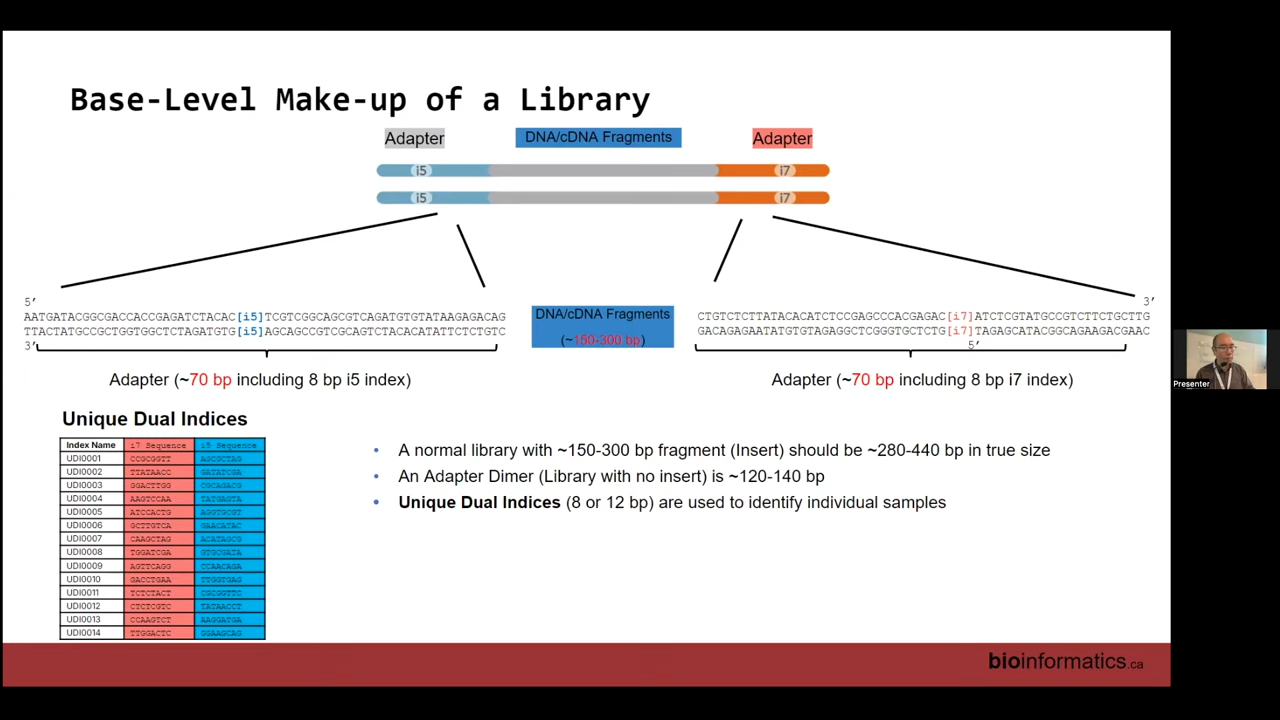 Base-Level Make-up of a Library
Adapter
DNA/cDNA Fragments
Adapter
i5
i7
i5
i7
5’
3’
AATGATACGGCGACCACCGAGATCTACAC[i5]TCGTCGGCAGCGTCAGATGTGTATAAGAGACAG
TTACTATGCCGCTGGTGGCTCTAGATGTG[i5]AGCAGCCGTCGCAGTCTACACATATTCTCTGTC
3’
DNA/cDNA Fragments
(~150-300 bp)
CTGTCTCTTATACACATCTCCGAGCCCACGAGAC[i7]ATCTCGTATGCCGTCTTCTGCTTG
GACAGAGAATATGTGTAGAGGCTCGGGTGCTCTG[i7]TAGAGCATACGGCAGAAGACGAAC
5’
Adapter (~70 bp including 8 bp i5 index)
Adapter (~70 bp including 8 bp i7 index)
Unique Dual Indices
Index Name i7 Sequence i5 Sequence
UDI0001 CCGCGGTT AGCGCTAG
UDI0002 TTATAACC GATATCGA
UDI0003 GGACTTGG CGCAGACG
UDI0004 AAGTCCAA TATGAGTA
UDI0005 ATCCACTG AGGTGCGT
UDI0006 GCTTGTCA GAACATAC
UDI0007 CAAGCTAG ACATAGCG
UDI0008 TGGATCGA GTGCGATA
UDI0009 AGTTCAGG CCAACAGA
UDI0010 GACCTGAA TTGGTGAG
UDI0011 TCTCTACT CGCGGTTC
UDI0012 CTCTCGTC TATAACCT
UDI0013 CCAAGTCT AAGGATGA
UDI0014 TTGGACTC GGAAGCAG
• A normal library with ~150-300 bp fragment (Insert) should be ~280-440 bp in true size
• An Adapter Dimer (Library with no insert) is ~120-140 bp
• Unique Dual Indices (8 or 12 bp) are used to identify individual samples
bioinformatics.ca
Presenter